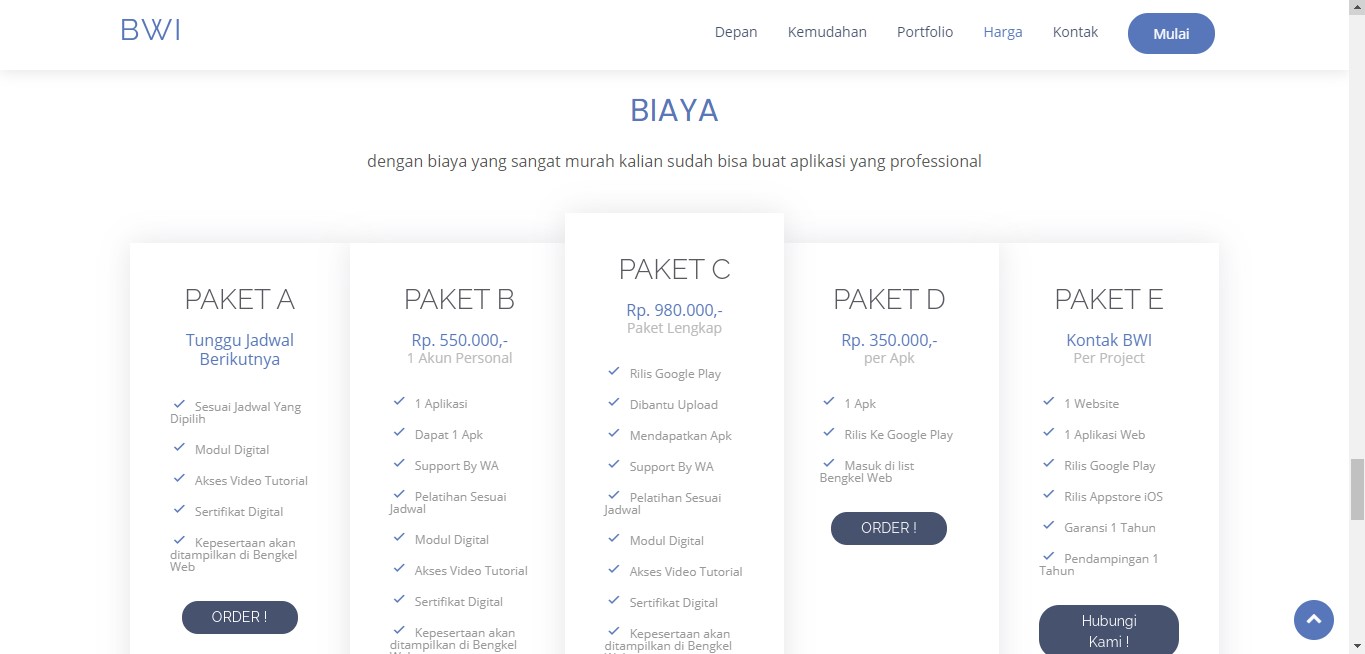 BWI
Depan
Kemudahan
Portfolio
Harga
Kontak
Mulai
BIAYA
dengan biaya yang sangat murah kalian sudah bisa buat aplikasi yang professional
PAKET A
Tunggu Jadwal
Berikutnya
Sesuai Jadwal Yang
Dipilih
Modul Digital
Akses Video Tutorial
Sertifikat Digital
Kepesertaan akan
ditampilkan di Bengkel
Web
ORDER !
PAKET B
Rp. 550.000,-
1 Akun Personal
1 Aplikasi
Dapat 1 Apk
Support By WA
Pelatihan Sesuai
Jadwal
Modul Digital
Akses Video Tutorial
Sertifikat Digital
Kepesertaan akan
ditampilkan di Bengkel
PAKET C
Rp. 980.000,-
Paket Lengkap
Rilis Google Play
Dibantu Upload
Mendapatkan Apk
Support By WA
Pelatihan Sesuai
Jadwal
Modul Digital
Akses Video Tutorial
Sertifikat Digital
Kepesertaan akan
ditampilkan di Bengkel
PAKET D
Rp. 350.000,-
per Apk
1 Apk
Rilis Ke Google Play
Masuk di list
Bengkel Web
ORDER !
PAKET E
Kontak BWI
Per Project
1 Website
1 Aplikasi Web
Rilis Google Play
Rilis Appstore iOS
Garansi 1 Tahun
Pendampingan 1
Tahun
Hubungi
Kami !